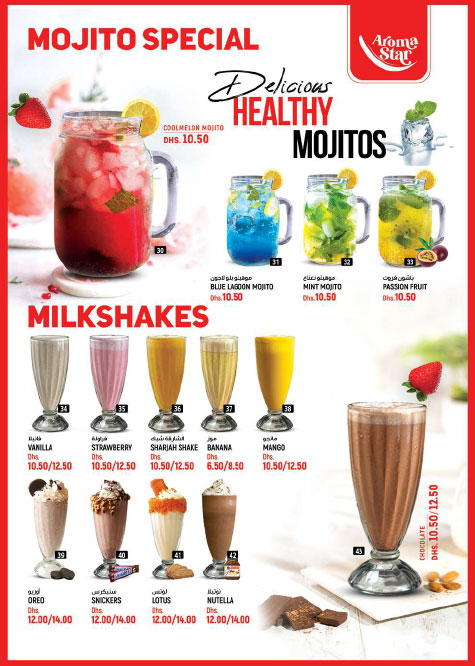 MOJITO SPECIAL
Aroma
Star
Delicious
HEALTHY
MOJITOS
COOLMELON MOJITO
DHS. 10.50
30
31
32
33
موهيتو بلو لاجون
BLUE LAGOON MOJITO
Dhs.10.50
موهيتو نعناع
MINT MOJITO
Dhs.10.50
باشون فروت
PASSION FRUIT
Dhs.10.50
MILKSHAKES
34
35
36
37
38
فانيلا
VANILLA
Dhs.
10.50/12.50
فراولة
STRAWBERRY
Dhs.
10.50/12.50
الشارقة شيك
SHARJAH SHAKE
Dhs.
10.50/12.50
موز
BANANA
Dhs.
6.50/8.50
مانجو
MANGO
Dhs.
10.50/12.50
39
40
41
42
اوريو
OREO
Dhs.
12.00/14.00
سنيكرس
SNICKERS
Dhs.
12.00/14.00
لوتس
LOTUS
Dhs.
12.00/14.00
نوتيلا
NUTELLA
Dhs.
12.00/14.00
43
CHOCOLATE
DHS. 10.50/12.50